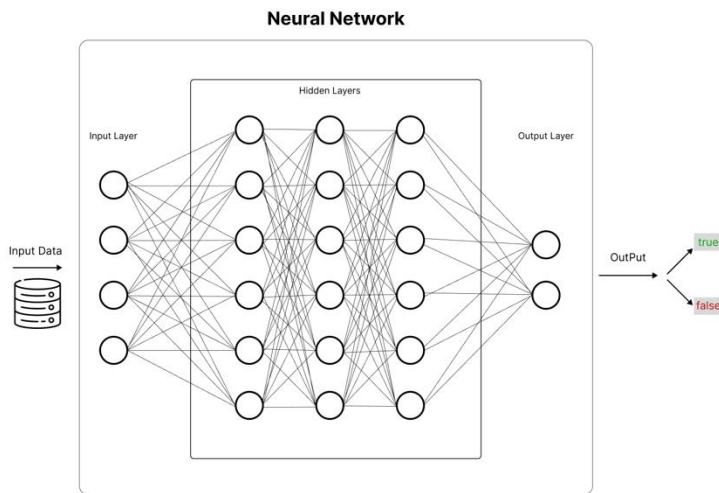 Neural Network
Hidden Layers
Input Layer
Output Layer
Input Data
OutPut
true
false